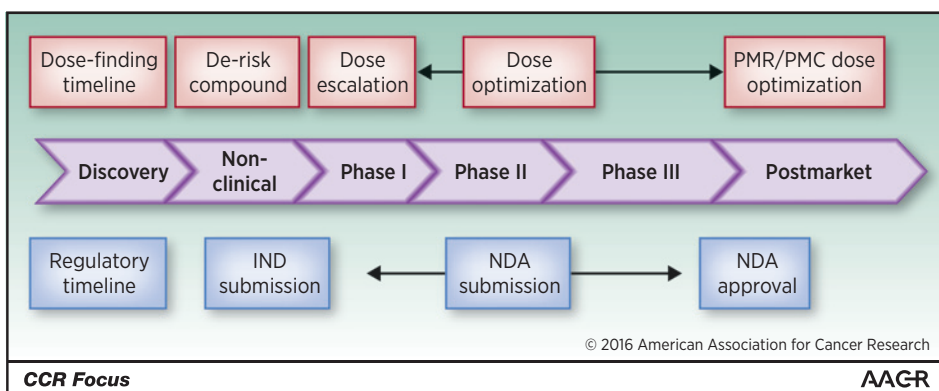 Dose-finding
timeline
De-risk
compound
Dose
escalation
Dose
optimization
PMR/PMC dose
optimization
Discovery
Non-
clinical
Phase I
Phase II
Phase III
Postmarket
Regulatory
timeline
IND
submission
NDA
submission
NDA
approval
© 2016 American Association for Cancer Research
CCR Focus
AACR